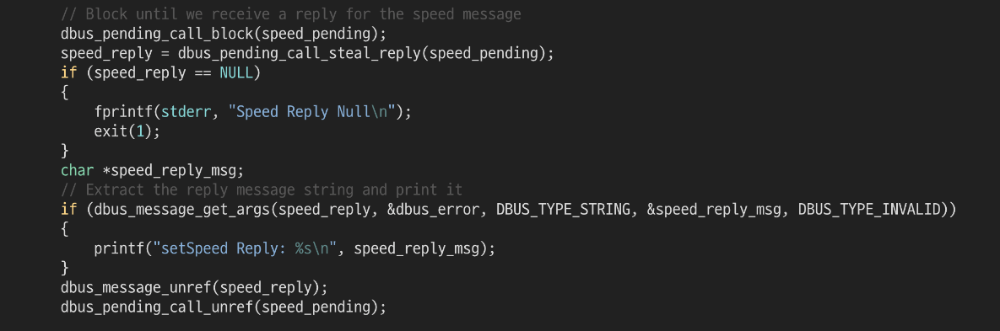 // Block until we receive a reply for the speed message
dbus_pending_call_block(speed_pending);
speed_reply = dbus_pending_call_steal_reply(speed_pending);
if (speed_reply == NULL)
{
    fprintf(stderr, "Speed Reply Null\n");
    exit(1);
}
char *speed_reply_msg;
// Extract the reply message string and print it
if (dbus_message_get_args(speed_reply, &dbus_error, DBUS_TYPE_STRING, &speed_reply_msg, DBUS_TYPE_INVALID))
{
    printf("setSpeed Reply: %s\n", speed_reply_msg);
}
dbus_message_unref(speed_reply);
dbus_pending_call_unref(speed_pending);